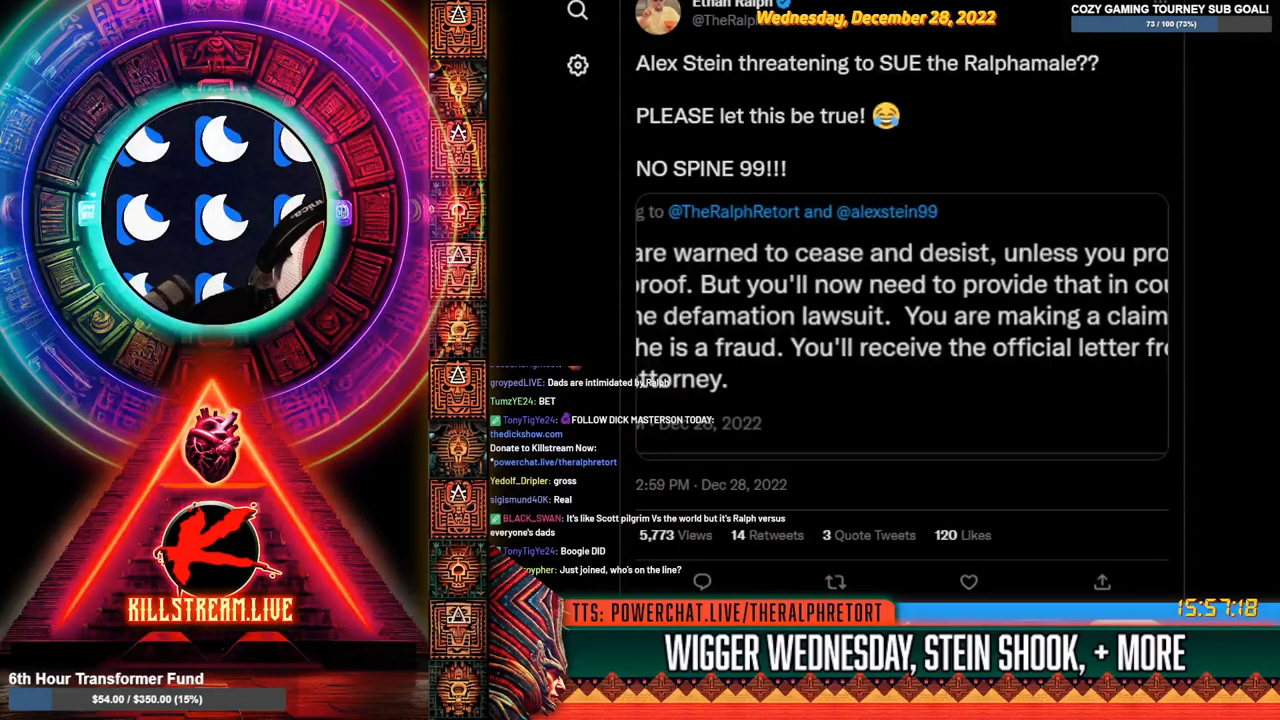 Ethan Ralph
@TheRalp
Wednesday, December 28, 2022
COZY GAMING TOURNEY SUB GOAL!
73 / 100 (73%)
Alex Stein threatening to SUE the Ralphamale??
PLEASE let this be true! 😂
NO SPINE 99!!!
g to @TheRalphRetort and @alexstein99
are warned to cease and desist, unless you pro
proof. But you'll now need to provide that in cou
he defamation lawsuit. You are making a claim
he is a fraud. You'll receive the official letter fr
ttorney.
Dec 28, 2022
2:59 PM · Dec 28, 2022
5,773 Views 14 Retweets 3 Quote Tweets 120 Likes
groypedLIVE: Dads are intimidated by Ralph
TumzYE24: BET
TonyTigYe24: FOLLOW DICK MASTERSON TODAY:
thedickshow.com
Donate to Killstream Now:
*powerchat.live/theralphretort
Yedolf_Dripler: gross
sigismund40K: Real
BLACK_SWAN: It's like Scott pilgrim Vs the world but it's Ralph versus
everyone's dads
TonyTigYe24: Boogie DID
oypher: Just joined, who's on the line?
KILLSTREAM.LIVE
TTS: POWERCHAT.LIVE/THERALPHRETORT
15:57:18
WIGGER WEDNESDAY, STEIN SHOOK, + MORE
6th Hour Transformer Fund
$54.00 / $350.00 (15%)